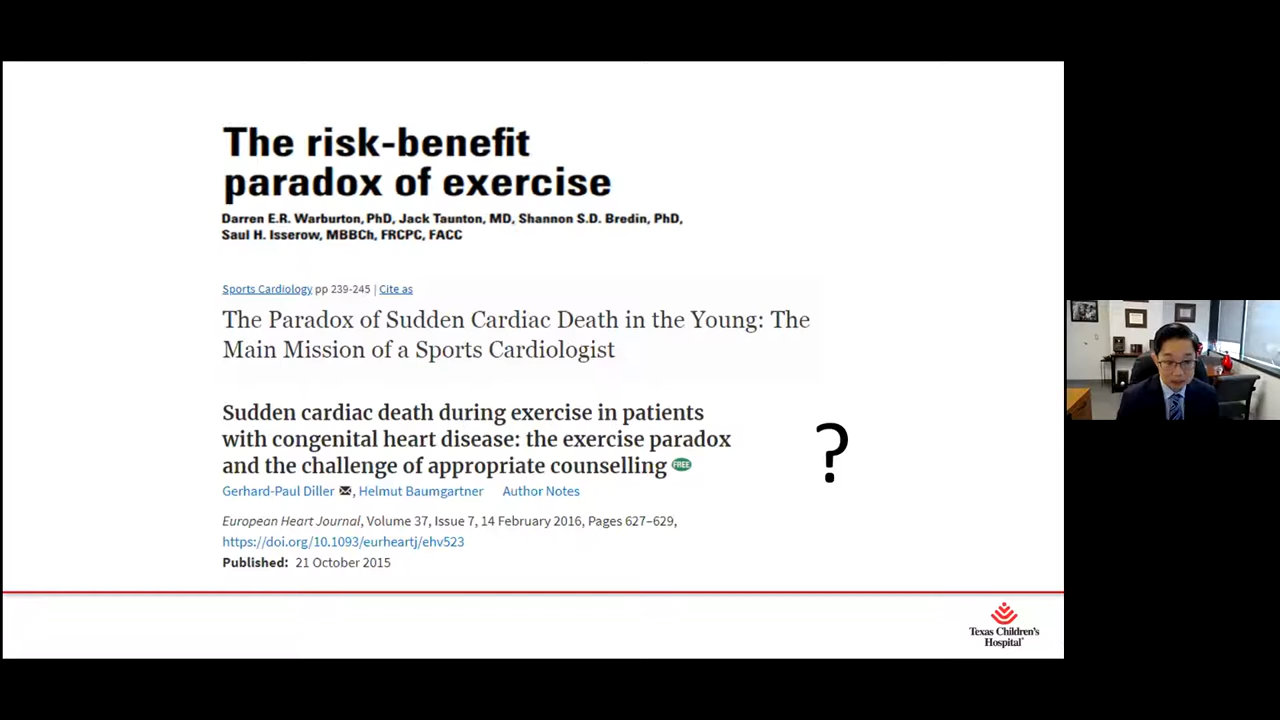 The risk-benefit
paradox of exercise
Darren E.R. Warburton, PhD, Jack Taunton, MD, Shannon S.D. Bredin, PhD,
Saul H. Isserow, MBBCh, FRCPC, FACC
Sports Cardiology pp 239-245 | Cite as
The Paradox of Sudden Cardiac Death in the Young: The
Main Mission of a Sports Cardiologist
Sudden cardiac death during exercise in patients
with congenital heart disease: the exercise paradox
and the challenge of appropriate counselling FREE
?
Gerhard-Paul Diller, Helmut Baumgartner Author Notes
European Heart Journal, Volume 37, Issue 7, 14 February 2016, Pages 627–629,
https://doi.org/10.1093/eurheartj/ehv523
Published: 21 October 2015
Texas Children's
Hospital